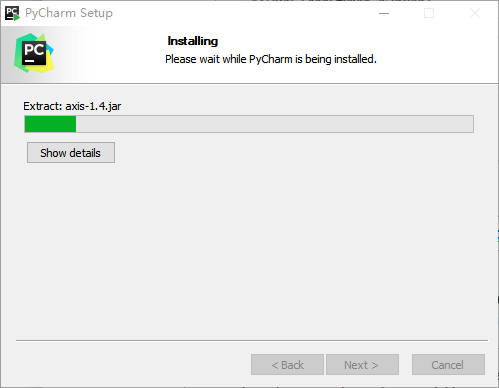 PC PyCharm Setup
PC
Installing
Please wait while PyCharm is being installed.
Extract: axis-1.4.jar
Show details
< Back
Next >
Cancel